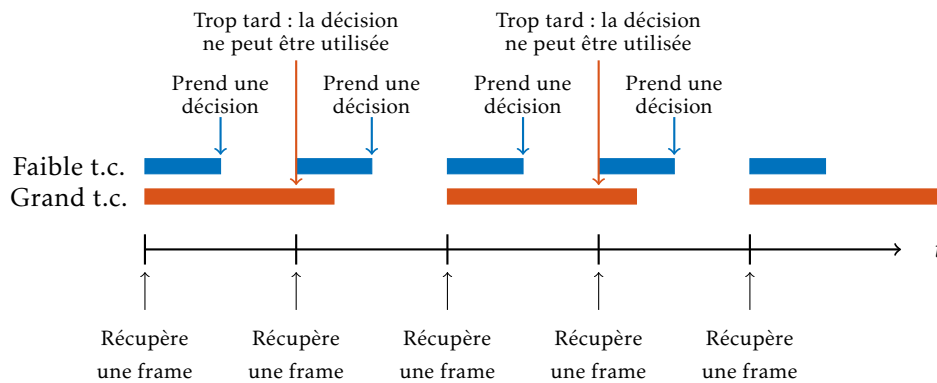 Trop tard : la décision
ne peut être utilisée
Trop tard : la décision
ne peut être utilisée
Prend une
décision
Prend une
décision
Prend une
décision
Prend une
décision
Faible t.c.
Grand t.c.
t
Récupère
une frame
Récupère
une frame
Récupère
une frame
Récupère
une frame
Récupère
une frame